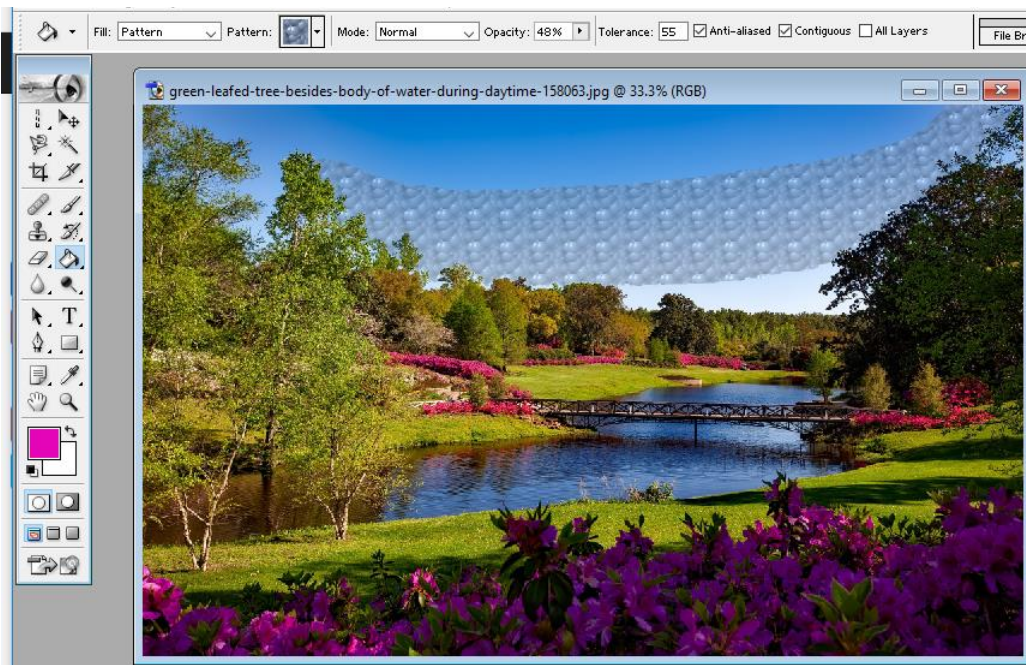 Fill: Pattern Pattern: Mode: Normal Opacity: 48% Tolerance: 55 Anti-aliased Contiguous All Layers File Br
green-leafed-tree-besides-body-of-water-during-daytime-158063.jpg @ 33.3% (RGB)
T